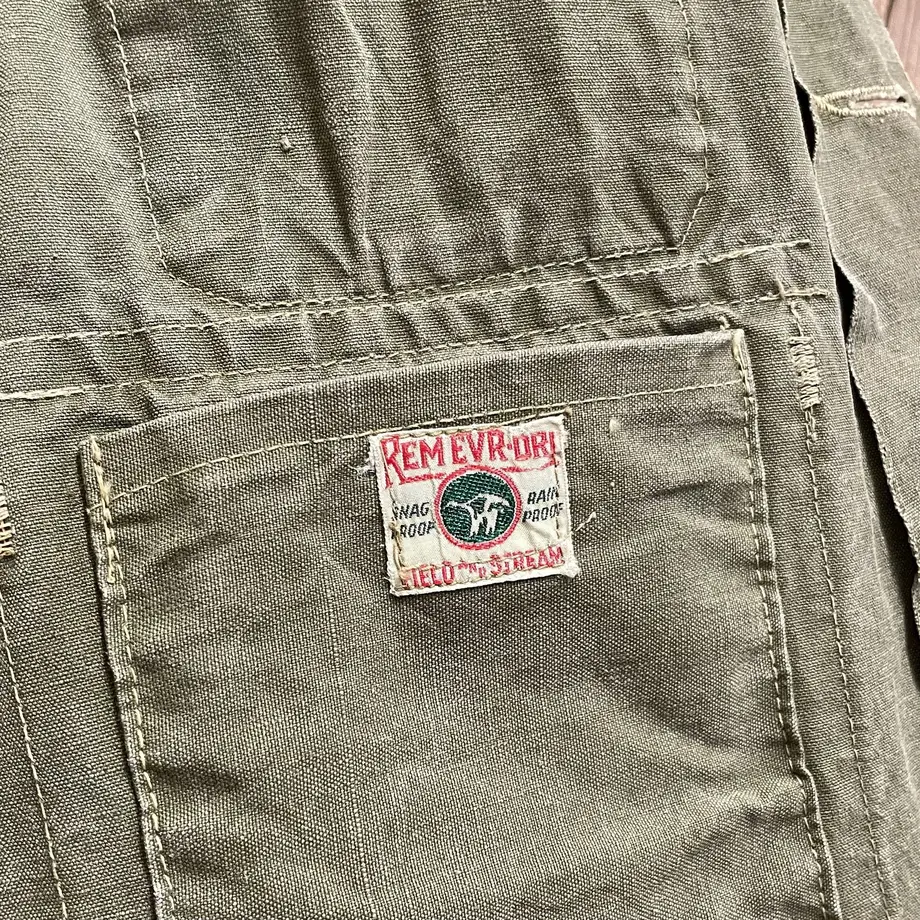 REM EVR-DRI
SNAG RAIN
PROOF PROOF
FIELD AND STREAM